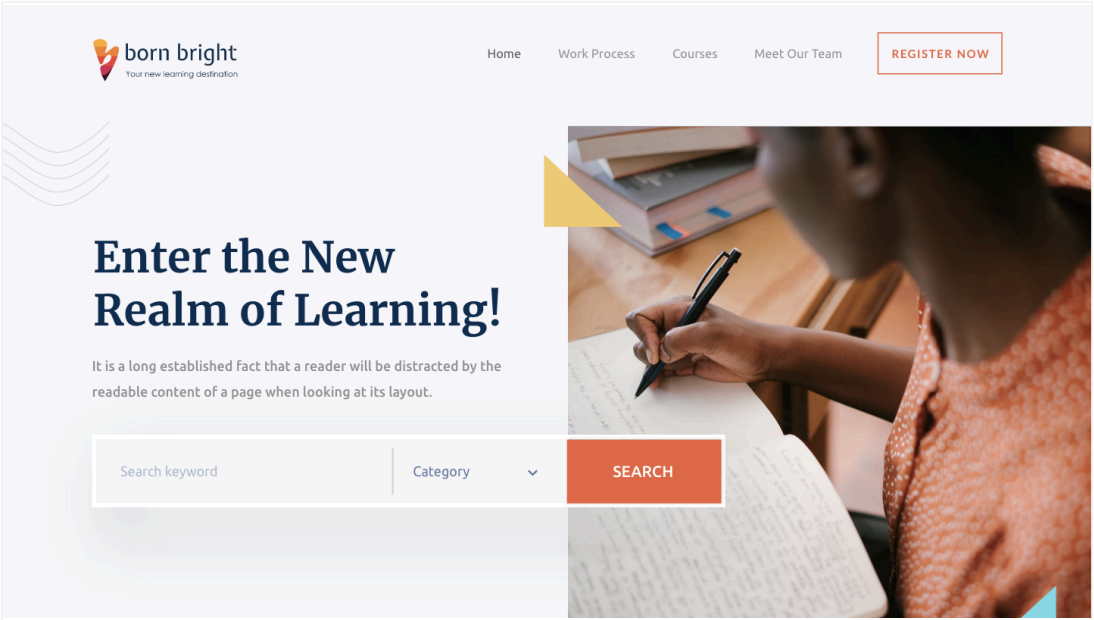 born bright
Your new learning destination
Home Work Process Courses Meet Our Team REGISTER NOW
Enter the New
Realm of Learning!
It is a long established fact that a reader will be distracted by the
readable content of a page when looking at its layout.
Search keyword Category SEARCH